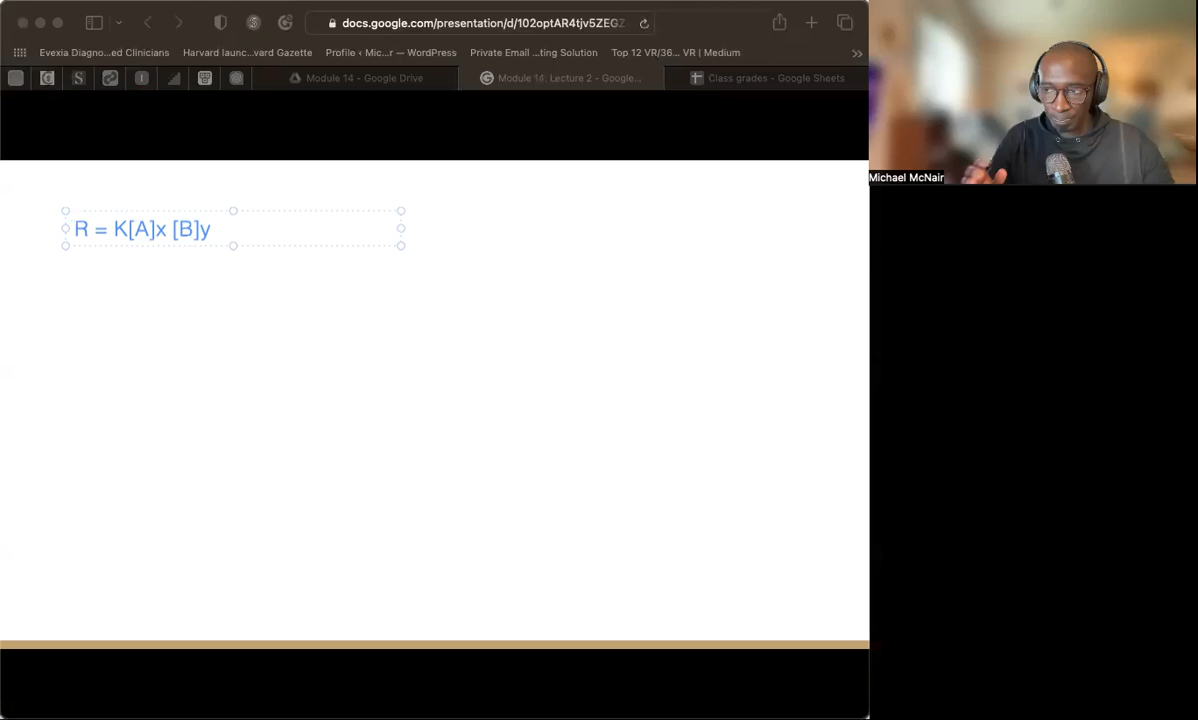 docs.google.com/presentation/d/102optAR4tjv5ZEGZ
Evexia Diagno...ed Clinicians Harvard launc...vard Gazette Profile ‹ Mic...r — WordPress Private Email ...ting Solution Top 12 VR/36... VR | Medium
Module 14 - Google Drive Module 14, Lecture 2 - Google... Class grades - Google Sheets
Michael McNair
R = K[A]x [B]y